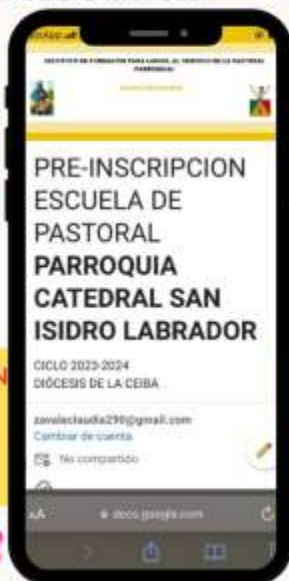 INSTITUTO DE FORMACION PARA LAICOS, AL SERVICIO DE LA PASTORAL
PARROQUIAL
PRE-INSCRIPCION
ESCUELA DE
PASTORAL
PARROQUIA
CATEDRAL SAN
ISIDRO LABRADOR
CICLO 2023-2024
DIÓCESIS DE LA CEIBA
zavalaclaudia290@gmail.com
Cambiar de cuenta
No compartido
N
AA
docs.google.com